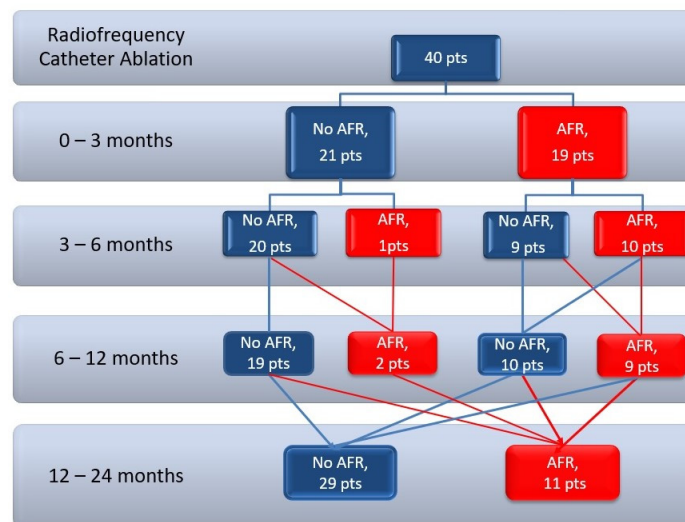 Radiofrequency
Catheter Ablation
40 pts
0 – 3 months
No AFR,
21 pts
AFR,
19 pts
3 – 6 months
No AFR,
20 pts
AFR,
1pts
No AFR,
9 pts
AFR,
10 pts
6 – 12 months
No AFR,
19 pts
AFR,
2 pts
No AFR,
10 pts
AFR,
9 pts
12 – 24 months
No AFR,
29 pts
AFR,
11 pts